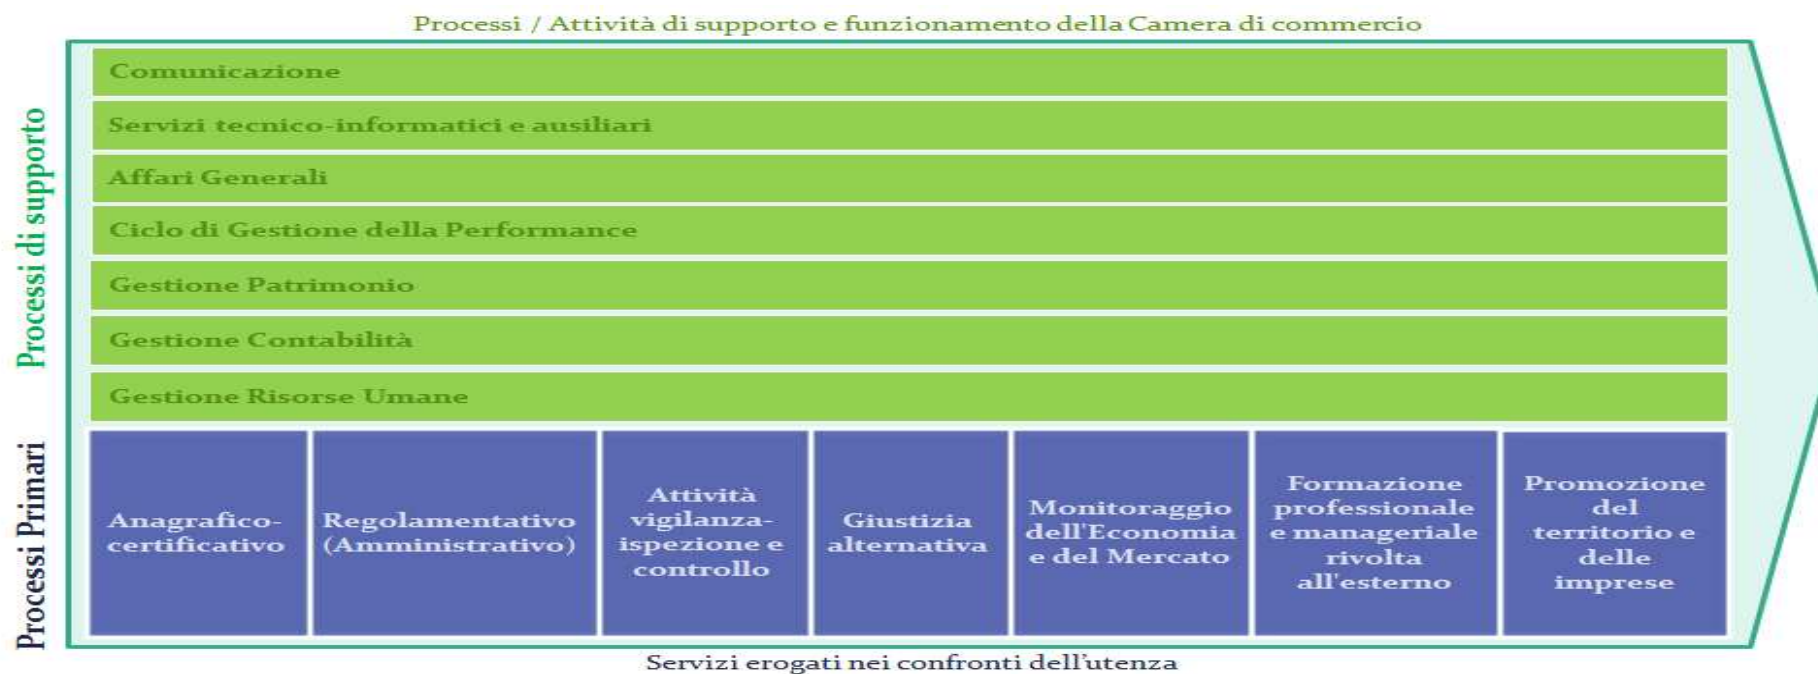 Processi / Attività di supporto e funzionamento della Camera di commercio
Processi di supporto
Comunicazione
Servizi tecnico-informatici e ausiliari
Affari Generali
Ciclo di Gestione della Performance
Gestione Patrimonio
Gestione Contabilità
Gestione Risorse Umane
Processi Primari
Anagrafico-
certificativo
Regolamentativo
(Amministrativo)
Attività
vigilanza-
ispezione e
controllo
Giustizia
alternativa
Monitoraggio
dell'Economia
e del Mercato
Formazione
professionale
e manageriale
rivolta
all'esterno
Promozione
del
territorio e
delle
imprese
Servizi erogati nei confronti dell'utenza